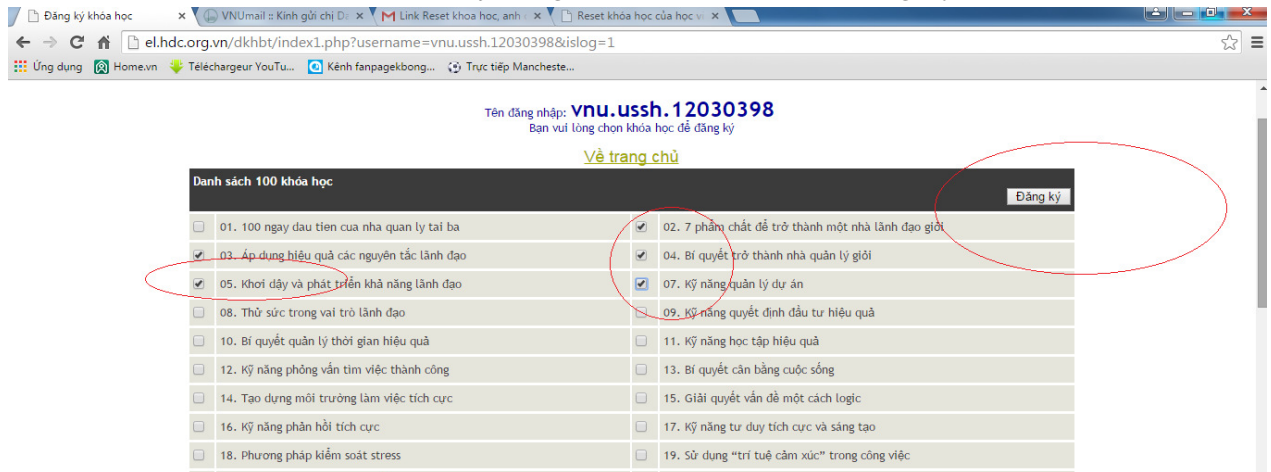 Đăng ký khóa học
VNUmail :: Kính gửi chị Đà
Link Reset khoa hoc, anh
Reset khóa học của học vi
el.hdc.org.vn/dkhbt/index1.php?username=vnu.ussh.12030398&islog=1
Ứng dụng Home.vn Téléchargeur YouTu... Kênh fanpagekbong... Trực tiếp Mancheste...
Tên đăng nhập: vnu.ussh.12030398
Bạn vui lòng chọn khóa học để đăng ký
Về trang chủ
Danh sách 100 khóa học
Đăng ký
01. 100 ngay dau tien cua nha quan ly tai ba
02. 7 phẩm chất để trở thành một nhà lãnh đạo giỏi
03. Áp dụng hiệu quả các nguyên tắc lãnh đạo
04. Bí quyết trở thành nhà quản lý giỏi
05. Khơi dậy và phát triển khả năng lãnh đạo
07. Kỹ năng quản lý dự án
08. Thử sức trong vai trò lãnh đạo
09. Kỹ năng quyết định đầu tư hiệu quả
10. Bí quyết quản lý thời gian hiệu quả
11. Kỹ năng học tập hiệu quả
12. Kỹ năng phỏng vấn tìm việc thành công
13. Bí quyết cân bằng cuộc sống
14. Tạo dựng môi trường làm việc tích cực
15. Giải quyết vấn đề một cách logic
16. Kỹ năng phản hồi tích cực
17. Kỹ năng tư duy tích cực và sáng tạo
18. Phương pháp kiểm soát stress
19. Sử dụng “trí tuệ cảm xúc” trong công việc